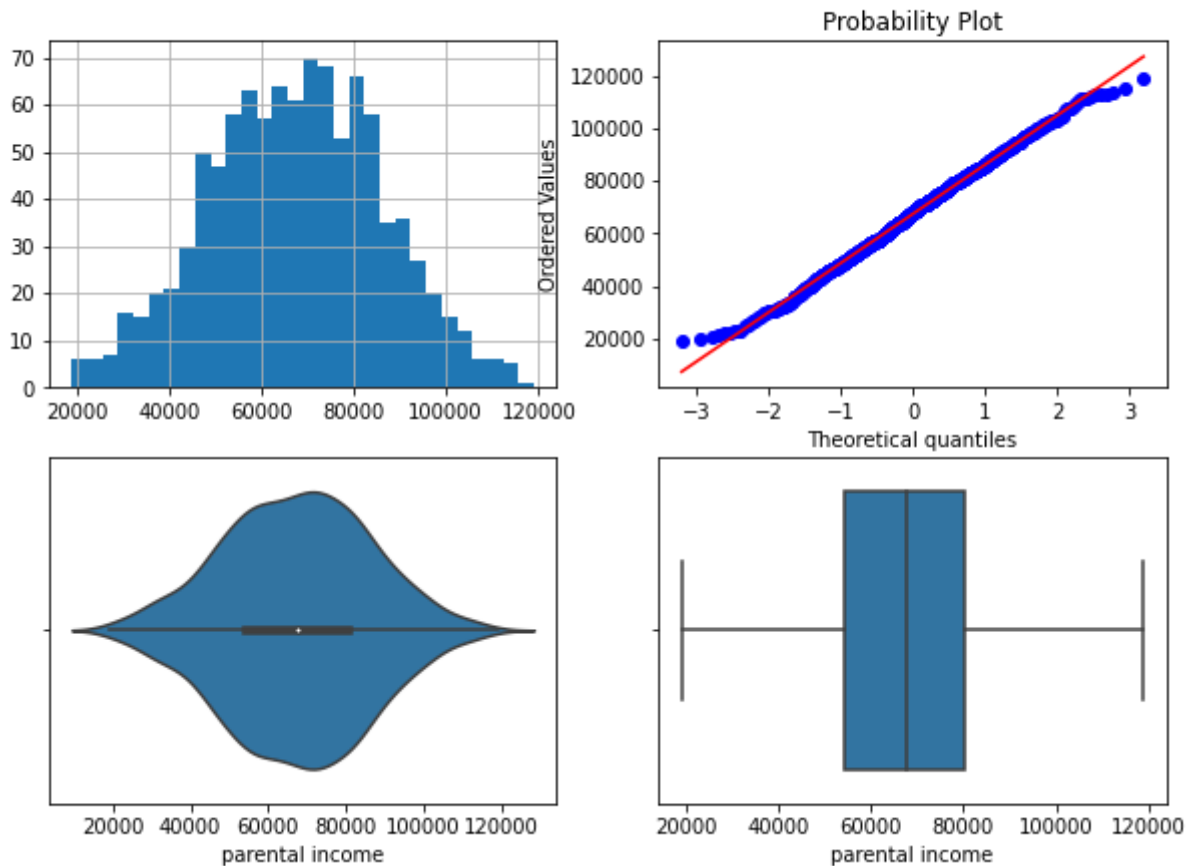 Probability Plot
70
60
50
40
30
20
10
0
20000 40000 60000 80000 100000 120000
Ordered Values
120000
100000
80000
60000
40000
20000
−3 −2 −1 0 1 2 3
Theoretical quantiles
20000 40000 60000 80000 100000 120000
parental income
20000 40000 60000 80000 100000 120000
parental income